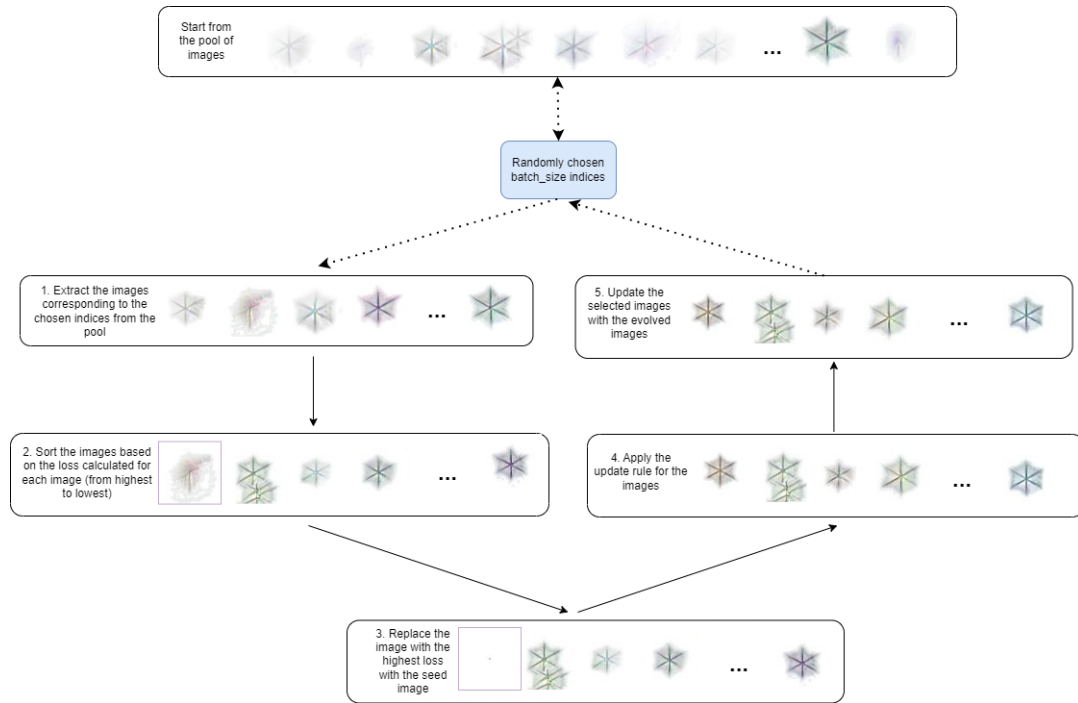 Start from
the pool of
images
...
Randomly chosen
batch_size indices
1. Extract the images
corresponding to the
chosen indices from the
pool
...
5. Update the
selected images
with the evolved
images
...
2. Sort the images based
on the loss calculated for
each image (from highest
to lowest)
...
4. Apply the
update rule for the
images
...
3. Replace the
image with the
highest loss
with the seed
image
...